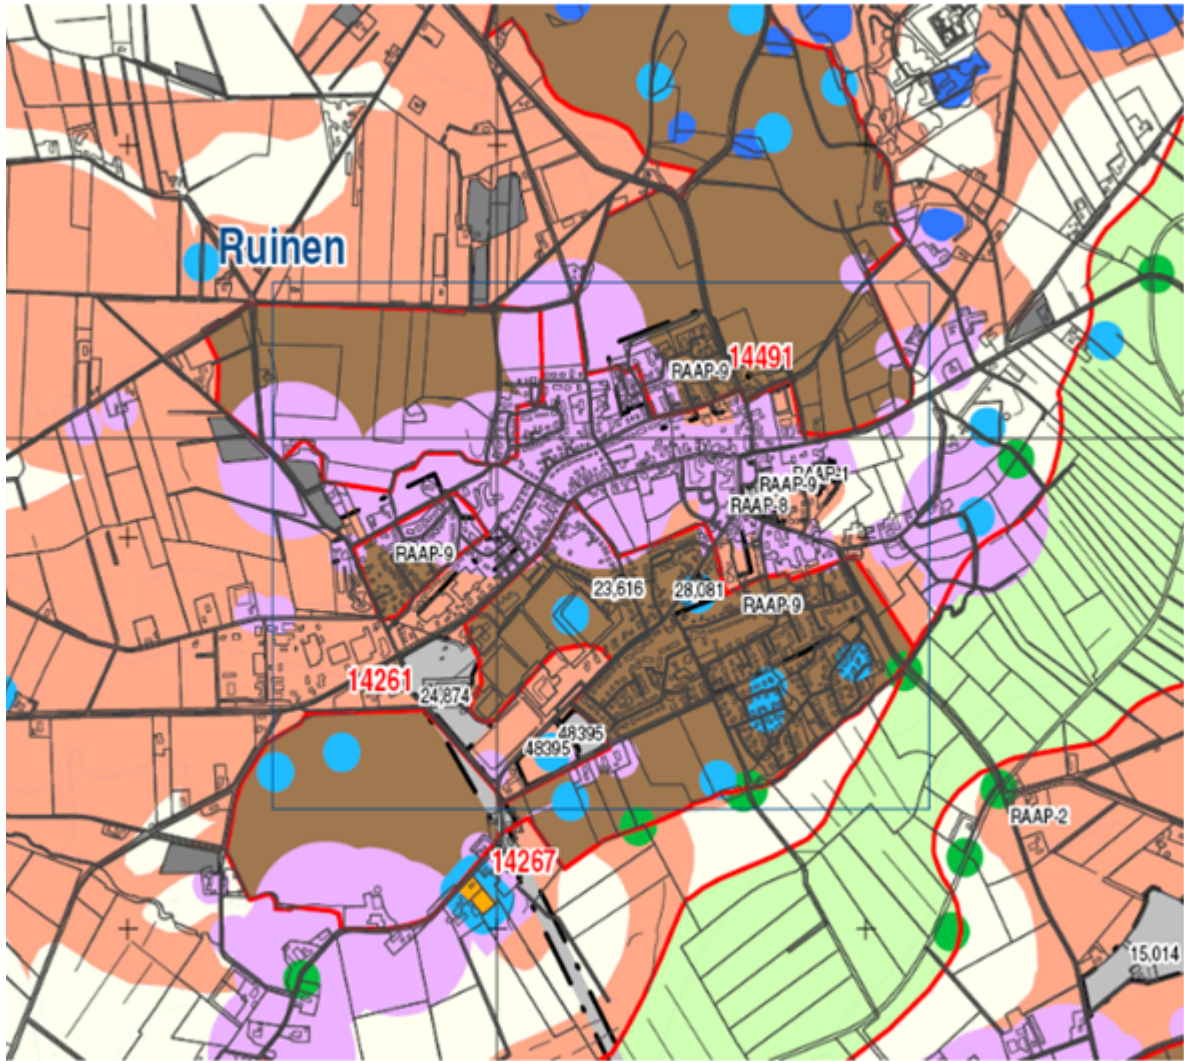 Ruinen
14491
RAAP-9
RAAP-1
RAAP-9
RAAP-8
RAAP-9
23,616
28,081
RAAP-9
14261
24,874
48395
48395
RAAP-2
14267
15,014